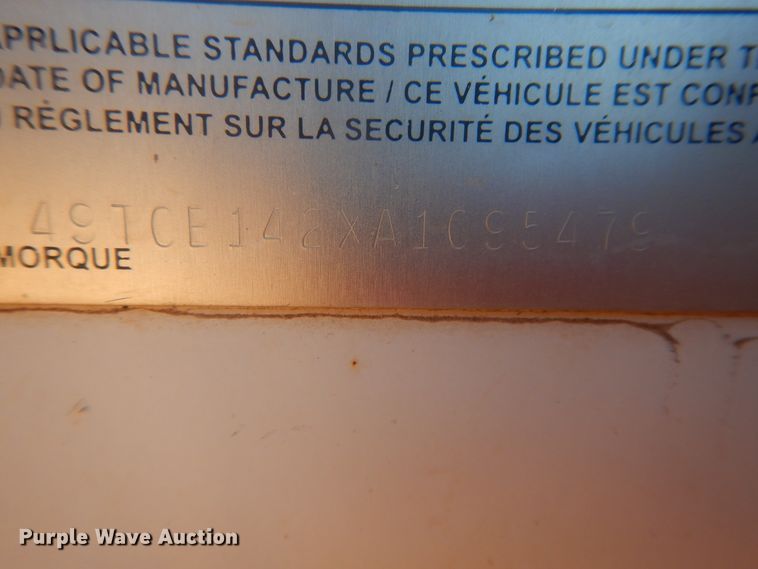 APPLICABLE STANDARDS PRESCRIBED UNDER T
DATE OF MANUFACTURE / CE VÉHICULE EST CONF
RÈGLEMENT SUR LA SECURITÉ DES VÉHICULES A
49TCE142XA1095479
MORQUE
Purple Wave Auction